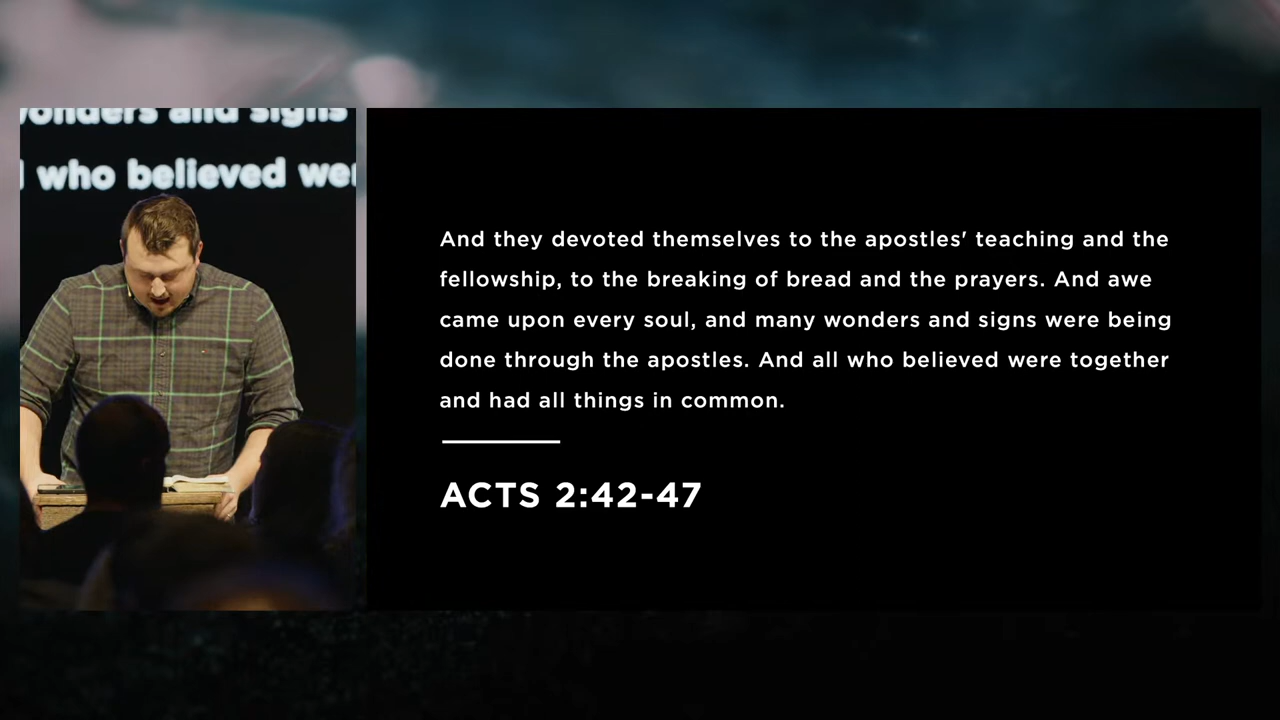 wonders and signs
who believed
And they devoted themselves to the apostles' teaching and the
fellowship, to the breaking of bread and the prayers. And awe
came upon every soul, and many wonders and signs were being
done through the apostles. And all who believed were together
and had all things in common.
ACTS 2:42-47